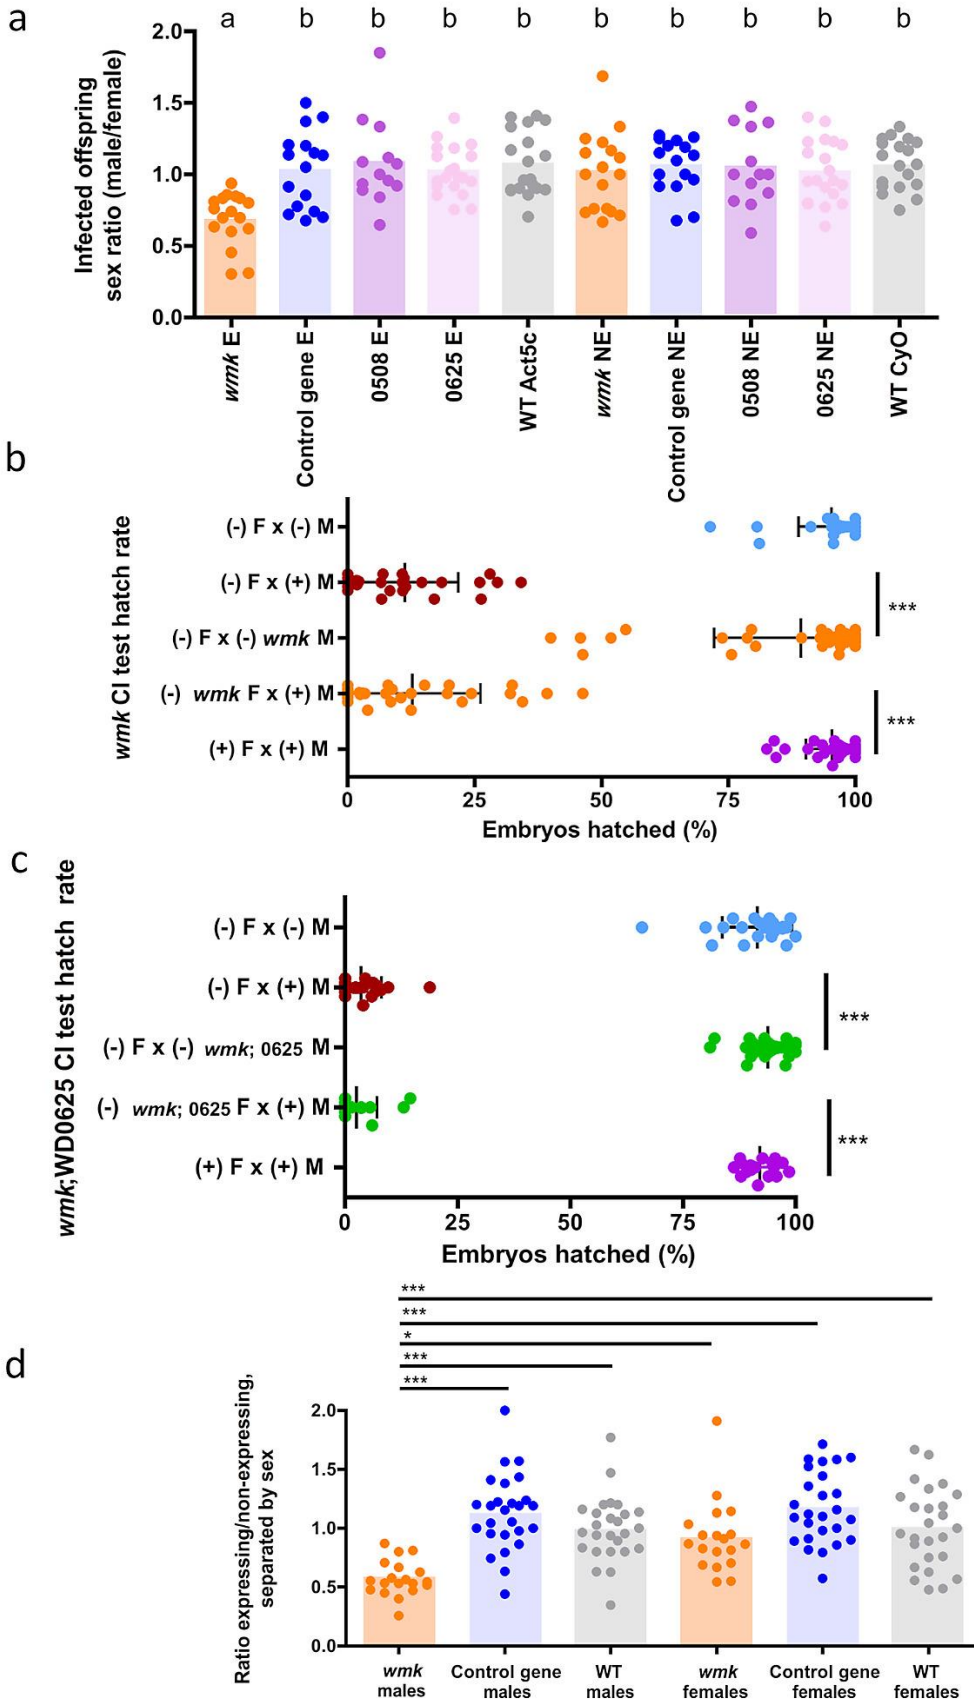 a
a b b b b b b b b b
Infected offspring
sex ratio (male/female)
2.0
1.5
1.0
0.5
0.0
wmk E
Control gene E
0508 E
0625 E
WT Act5c
wmk NE
Control gene NE
0508 NE
0625 NE
WT CyO
b
wmk CI test hatch rate
(-) F x (-) M
(-) F x (+) M
(-) F x (-) wmk M
(-) wmk F x (+) M
(+) F x (+) M
***
***
0 25 50 75 100
Embryos hatched (%)
c
wmk;WD0625 CI test hatch rate
(-) F x (-) M
(-) F x (+) M
(-) F x (-) wmk; 0625 M
(-) wmk; 0625 F x (+) M
(+) F x (+) M
***
***
0 25 50 75 100
Embryos hatched (%)
d
***
***
*
***
***
Ratio expressing/non-expressing,
separated by sex
2.0
1.5
1.0
0.5
0.0
wmk
males
Control gene
males
WT
males
wmk
females
Control gene
females
WT
females